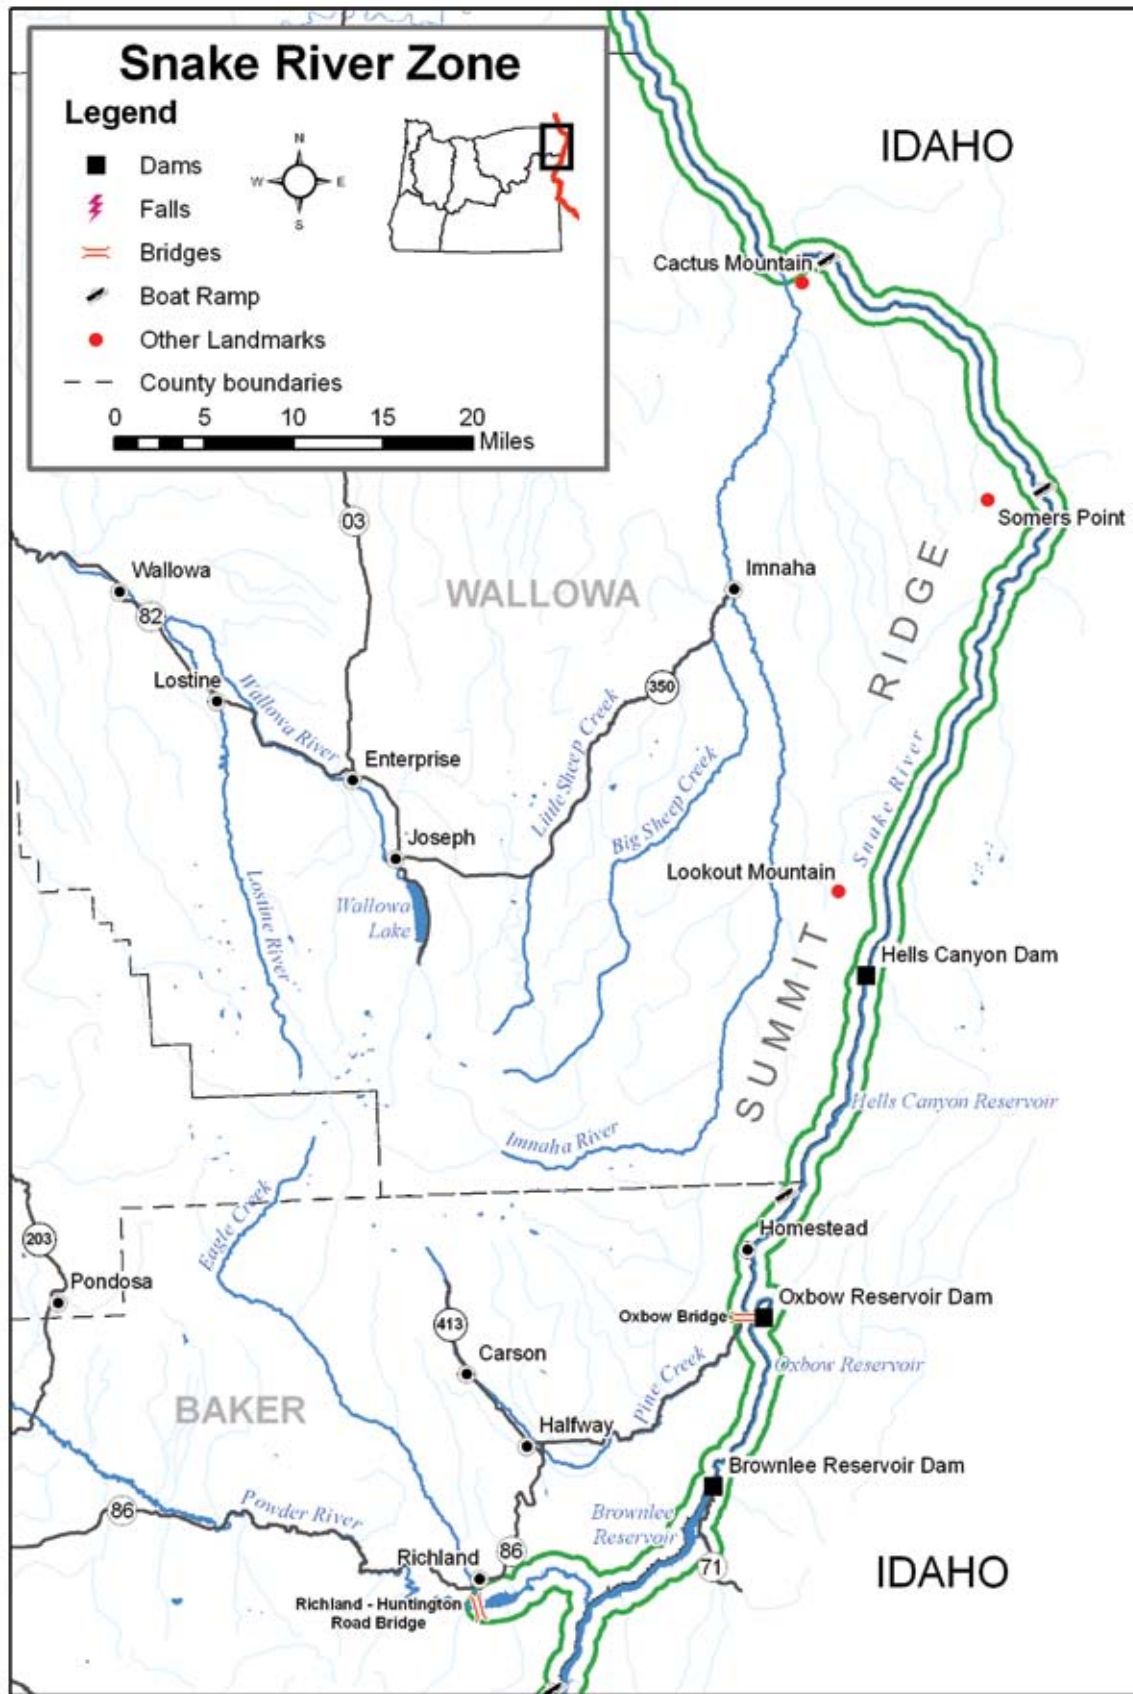 Snake River Zone
Legend
Dams
Falls
Bridges
Boat Ramp
Other Landmarks
County boundaries
N
W
E
S
0 5 10 15 20
Miles
IDAHO
Cactus Mountain
Somers Point
03
Wallowa
82
Lostine
WALLOWA
Imnaha
RIDGE
350
Wallowa River
Enterprise
Little Sheep Creek
Big Sheep Creek
Snake River
Joseph
Lookout Mountain
Wallowa
Lake
Lostine River
Hells Canyon Dam
SUMMIT
Hells Canyon Reservoir
Imnaha River
Eagle Creek
203
Pondosa
Homestead
Oxbow Bridge
Oxbow Reservoir Dam
413
Carson
Pine Creek
Oxbow Reservoir
BAKER
Halfway
Brownlee Reservoir Dam
86
Powder River
Brownlee
Reservoir
Richland
86
71
IDAHO
Richland - Huntington
Road Bridge